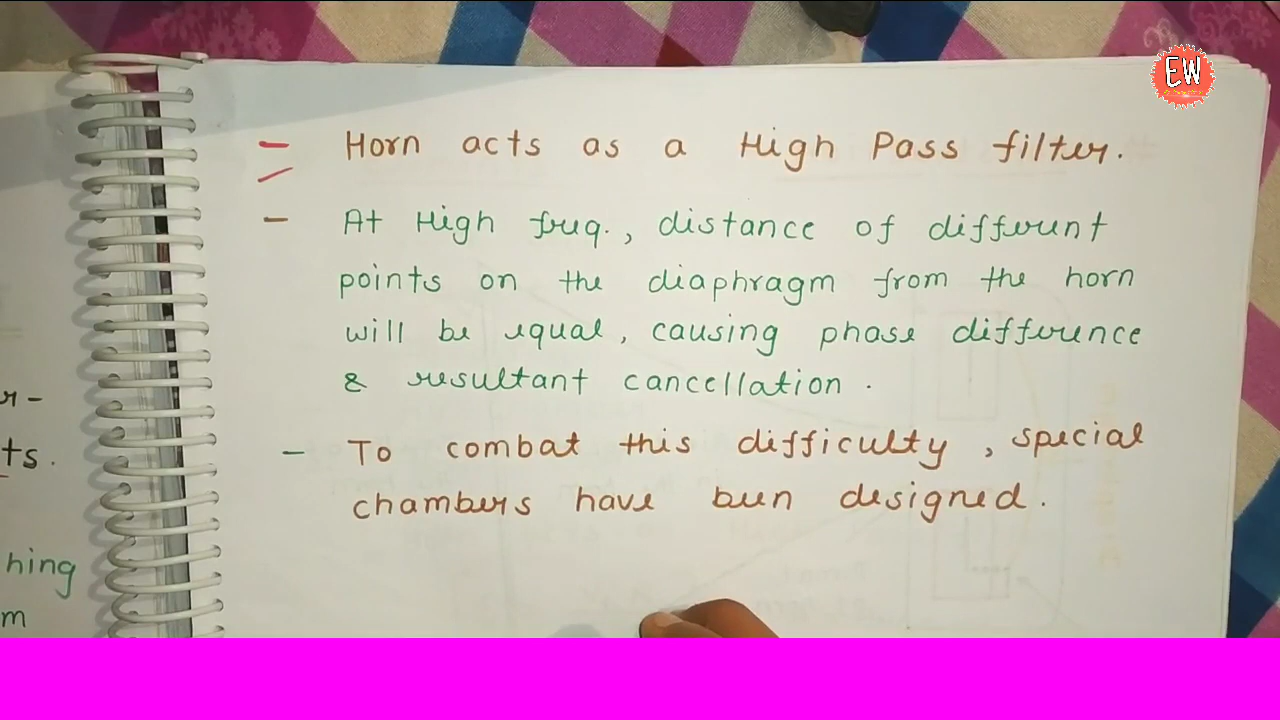 EW
- Horn acts as a High Pass filter.
- At High freq., distance of different
points on the diaphragm from the horn
will be equal, causing phase difference
& resultant cancellation.
- To combat this difficulty, special
chambers have been designed.
r-
ts.
hing
m